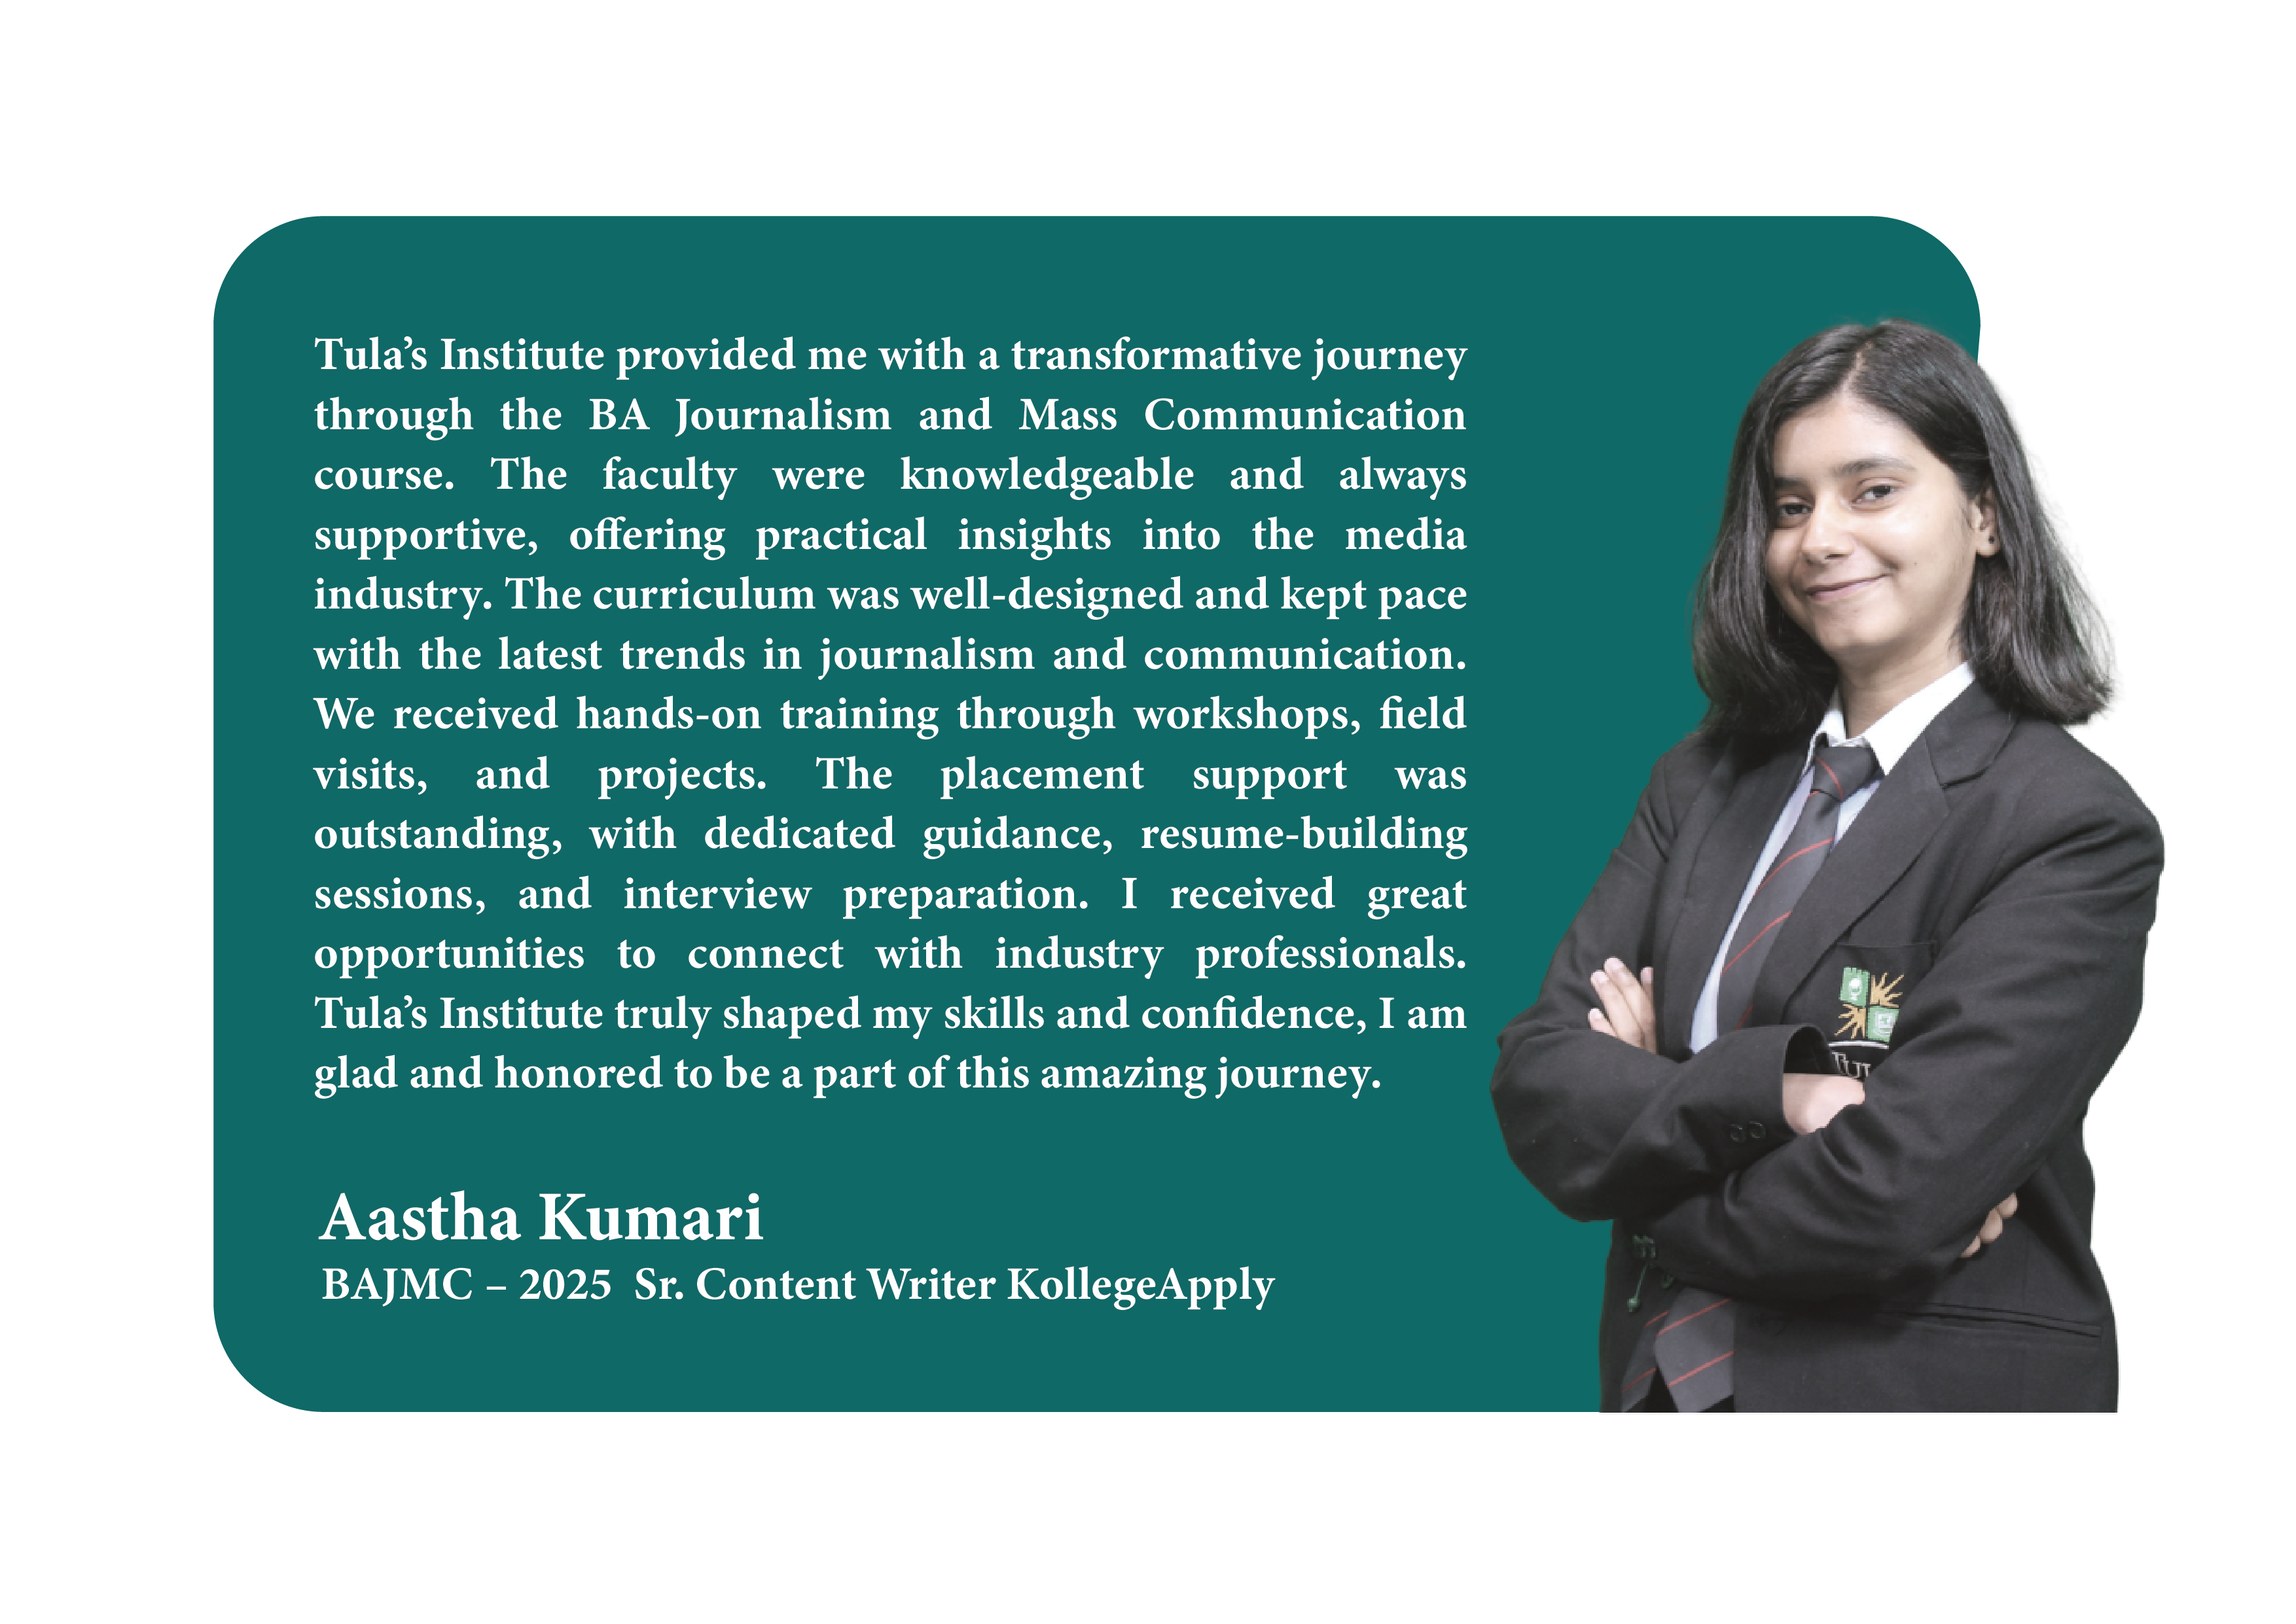 Tula’s Institute provided me with a transformative journey
through the BA Journalism and Mass Communication
course. The faculty were knowledgeable and always
supportive, offering practical insights into the media
industry. The curriculum was well-designed and kept pace
with the latest trends in journalism and communication.
We received hands-on training through workshops, field
visits, and projects. The placement support was
outstanding, with dedicated guidance, resume-building
sessions, and interview preparation. I received great
opportunities to connect with industry professionals.
Tula’s Institute truly shaped my skills and confidence, I am
glad and honored to be a part of this amazing journey.
Aastha Kumari
BAJMC – 2025 Sr. Content Writer KollegeApply